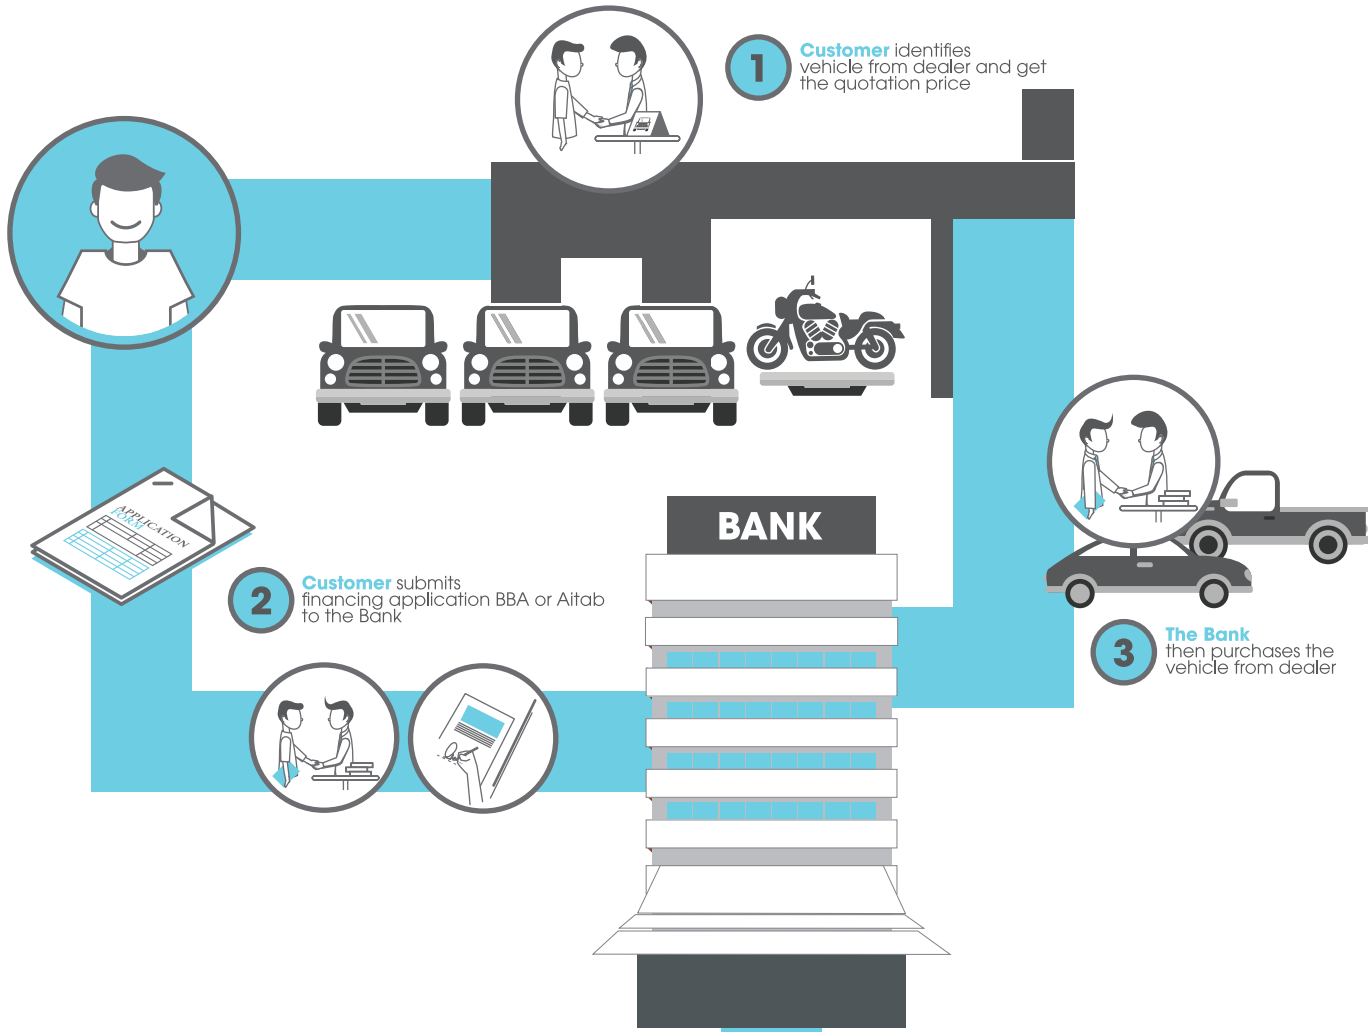 1
Customer identifies
vehicle from dealer and get
the quotation price
APPLICATION
FORM
BANK
2
Customer submits
financing application BBA or Aitab
to the Bank
3
The Bank
then purchases the
vehicle from dealer